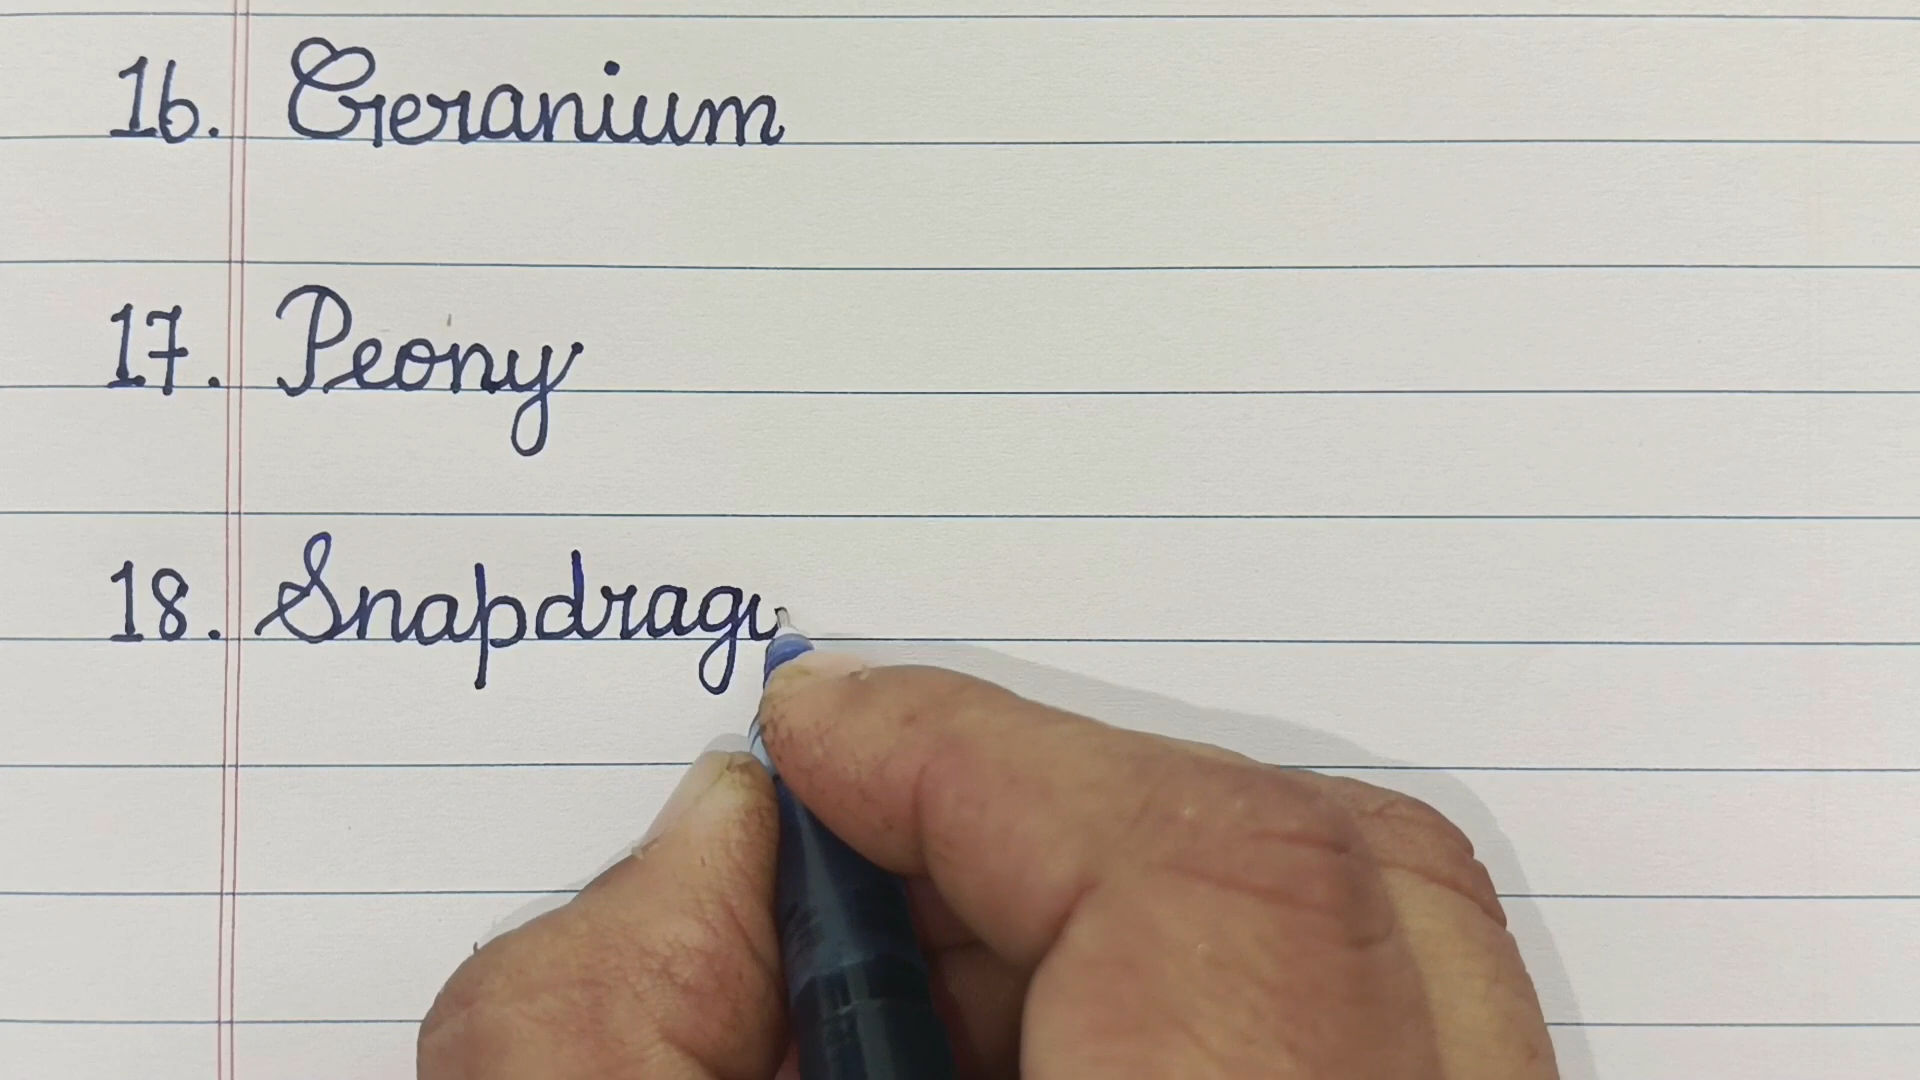 16. Geranium
17. Peony
18. Snapdrag